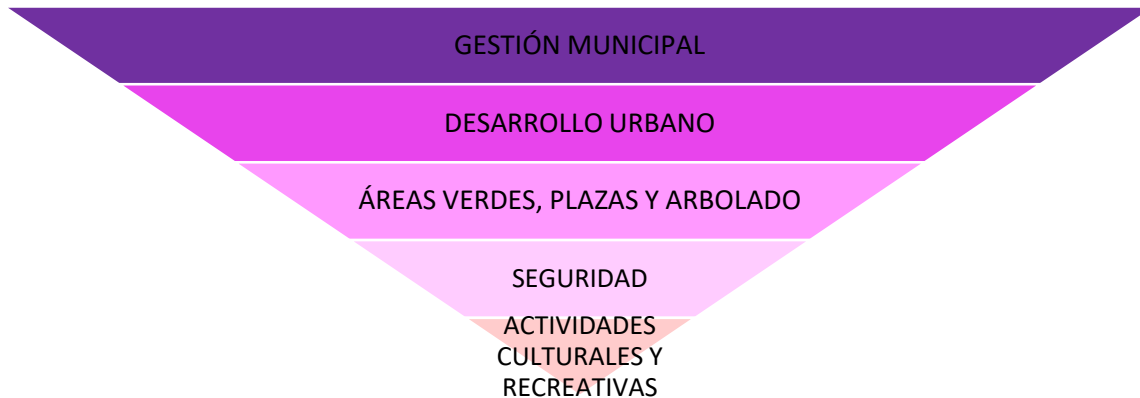 GESTIÓN MUNICIPAL
DESARROLLO URBANO
ÁREAS VERDES, PLAZAS Y ARBOLADO
SEGURIDAD
ACTIVIDADES
CULTURALES Y
RECREATIVAS